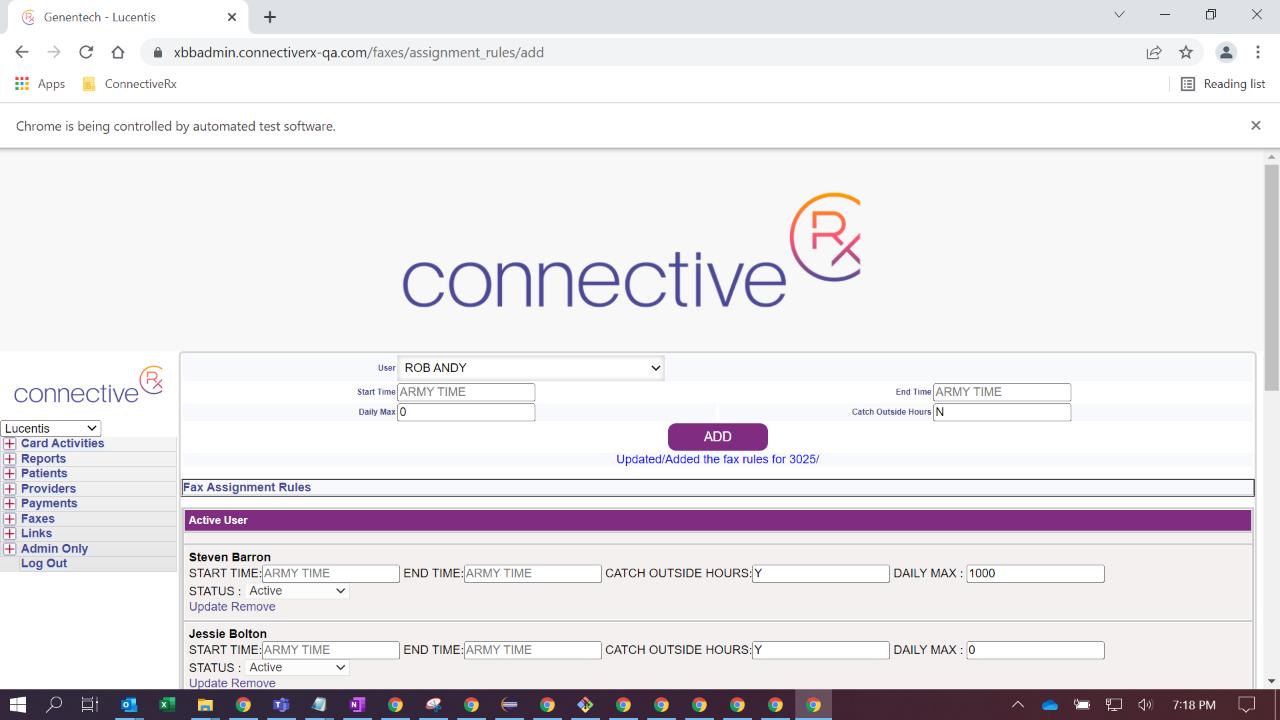 Genentech - Lucentis
xbbadmin.connectiverx-qa.com/faxes/assignment_rules/add
Apps ConnectiveRx Reading list
Chrome is being controlled by automated test software.
connective Rx
connective Rx
User ROB ANDY
Start Time ARMY TIME End Time ARMY TIME
Daily Max 0 Catch Outside Hours N
ADD
Updated/Added the fax rules for 3025/
Lucentis
Card Activities
Reports
Patients
Providers
Payments
Faxes
Links
Admin Only
Log Out
Fax Assignment Rules
Active User
Steven Barron
START TIME: ARMY TIME END TIME: ARMY TIME CATCH OUTSIDE HOURS: Y DAILY MAX : 1000
STATUS : Active
Update Remove
Jessie Bolton
START TIME: ARMY TIME END TIME: ARMY TIME CATCH OUTSIDE HOURS: Y DAILY MAX : 0
STATUS : Active
Update Remove
7:18 PM